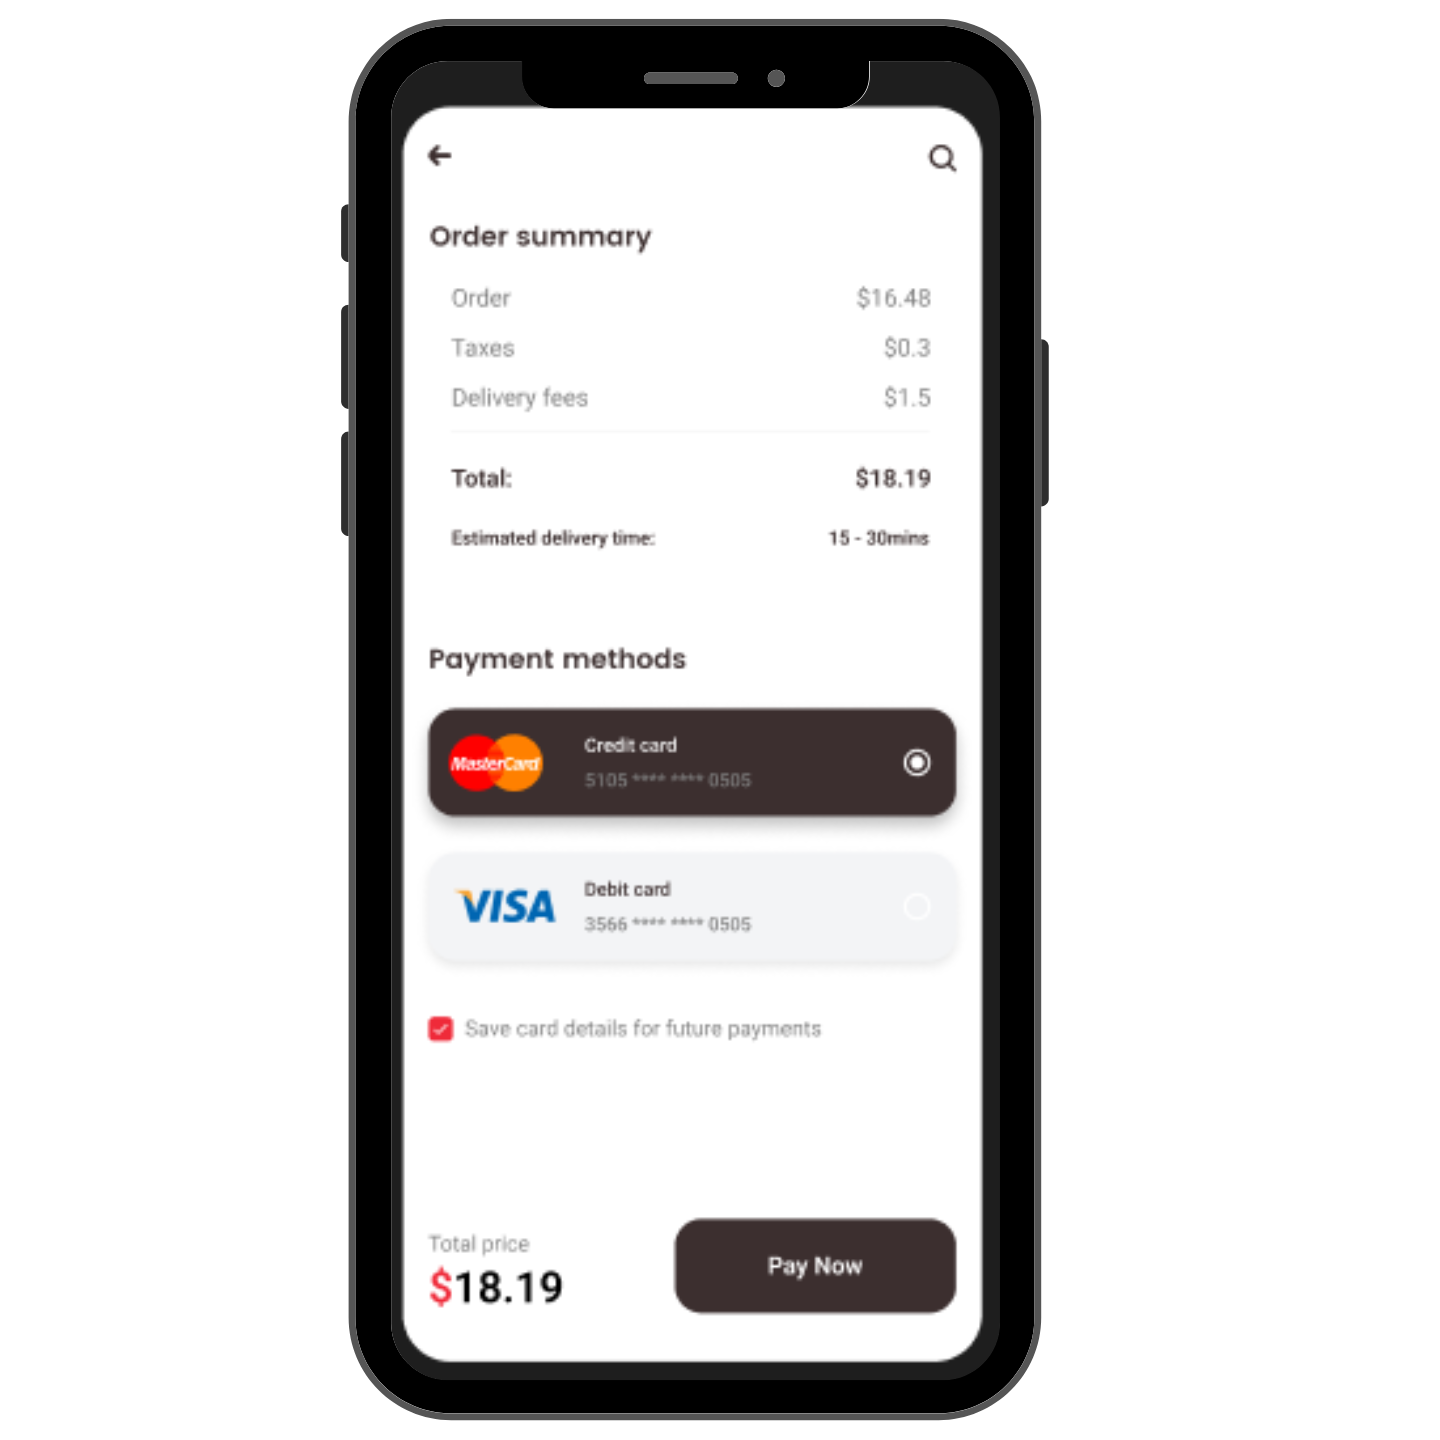 Order summary
Order $16.48
Taxes $0.3
Delivery fees $1.5
Total: $18.19
Estimated delivery time: 15 - 30mins
Payment methods
MasterCard
Credit card
5105 **** **** 0505
VISA
Debit card
3566 **** **** 0505
Save card details for future payments
Total price
$18.19
Pay Now